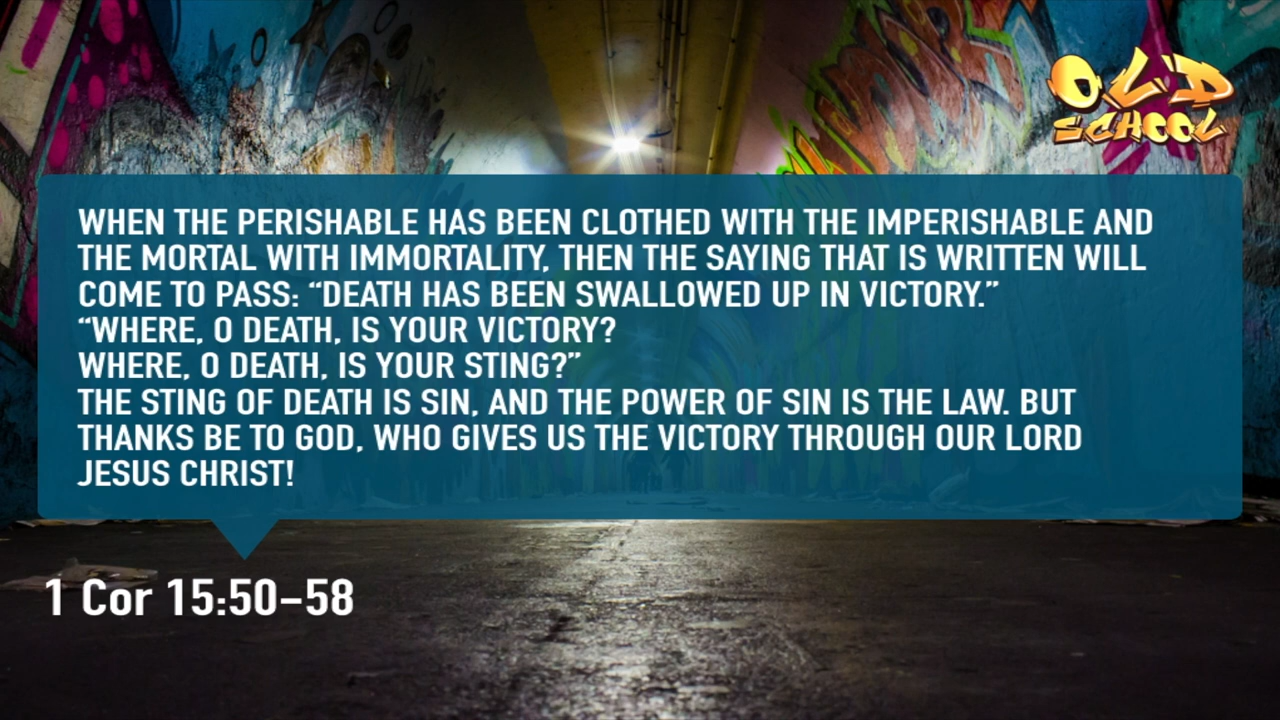 OLD
SCHOOL
WHEN THE PERISHABLE HAS BEEN CLOTHED WITH THE IMPERISHABLE AND
THE MORTAL WITH IMMORTALITY, THEN THE SAYING THAT IS WRITTEN WILL
COME TO PASS: “DEATH HAS BEEN SWALLOWED UP IN VICTORY.”
“WHERE, O DEATH, IS YOUR VICTORY?
WHERE, O DEATH, IS YOUR STING?”
THE STING OF DEATH IS SIN, AND THE POWER OF SIN IS THE LAW. BUT
THANKS BE TO GOD, WHO GIVES US THE VICTORY THROUGH OUR LORD
JESUS CHRIST!
1 Cor 15:50–58